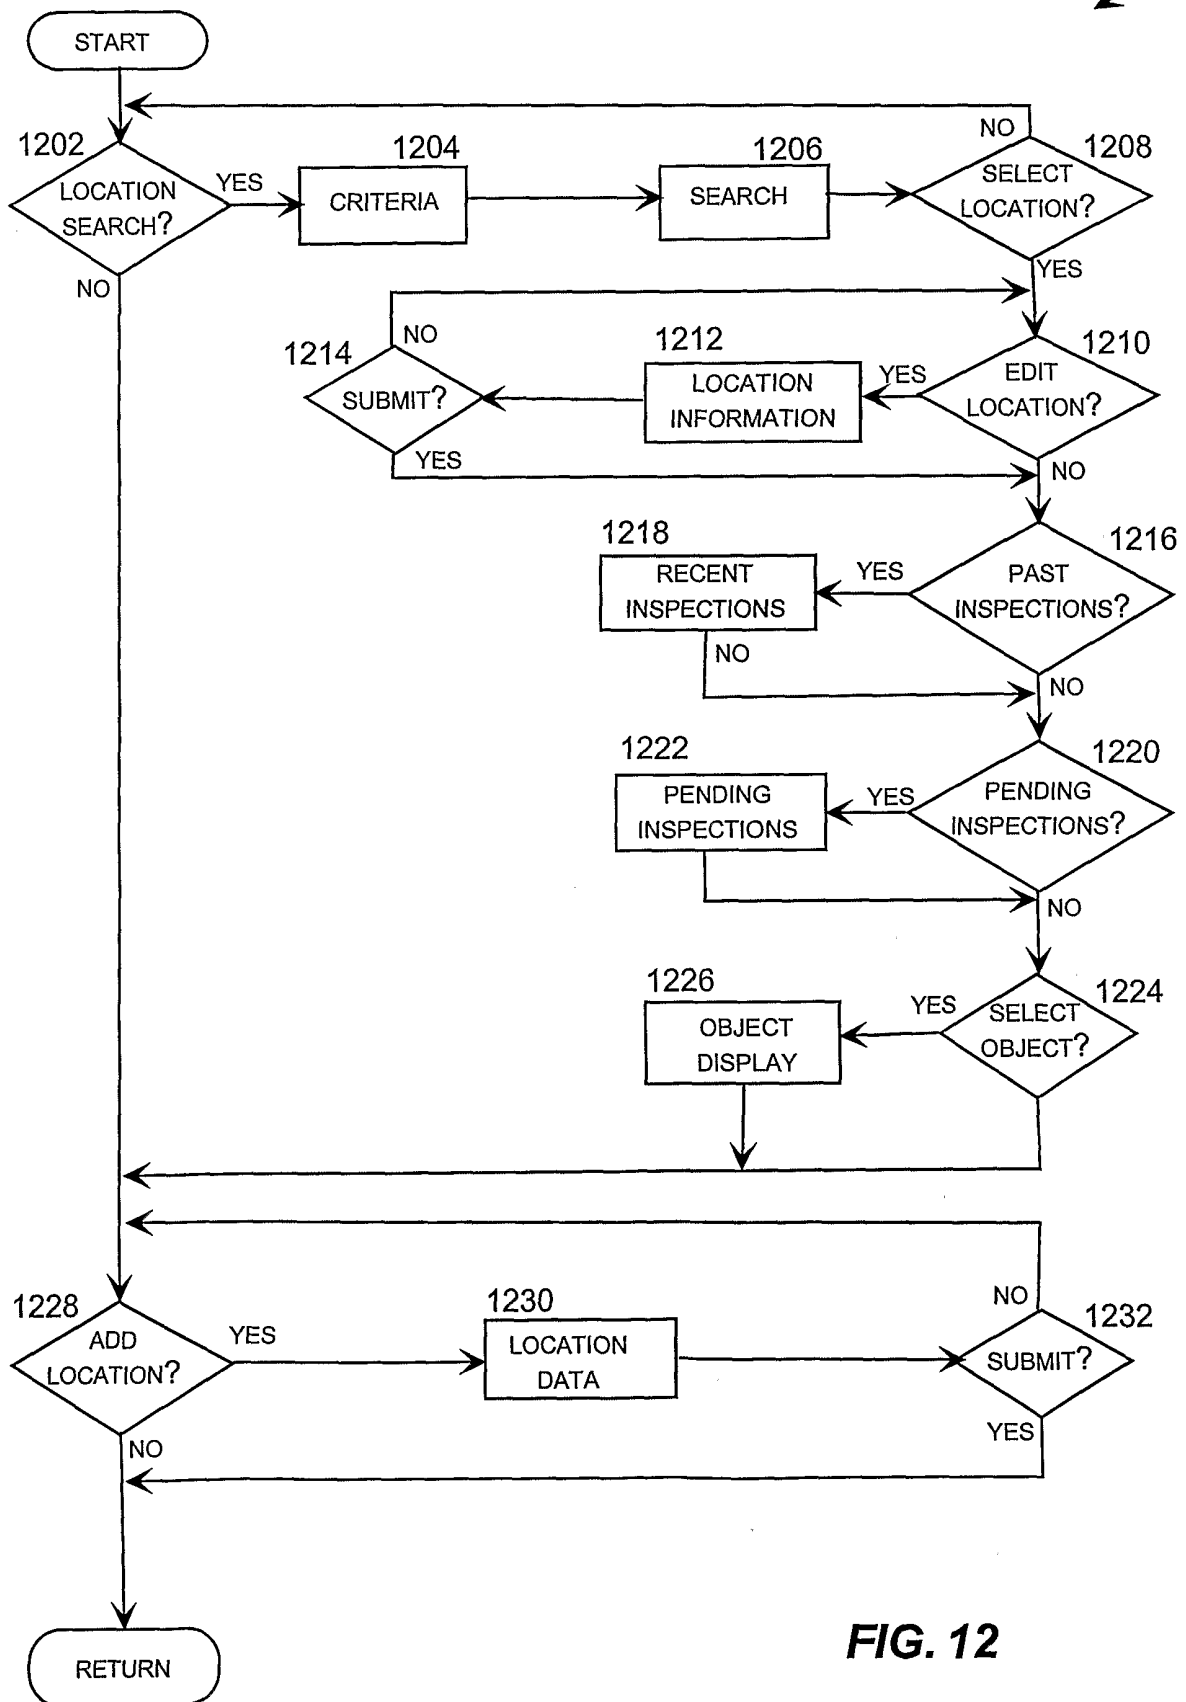 START
NO
1202
1204
1206
1208
LOCATION
SEARCH?
YES
CRITERIA
SEARCH
SELECT
LOCATION?
NO
YES
NO
1214
1212
1210
SUBMIT?
LOCATION
INFORMATION
YES
EDIT
LOCATION?
YES
NO
1218
1216
RECENT
INSPECTIONS
YES
PAST
INSPECTIONS?
NO
NO
1222
1220
PENDING
INSPECTIONS
YES
PENDING
INSPECTIONS?
NO
1226
1224
OBJECT
DISPLAY
YES
SELECT
OBJECT?
1228
1230
NO
1232
ADD
LOCATION?
YES
LOCATION
DATA
SUBMIT?
NO
YES
RETURN
FIG. 12